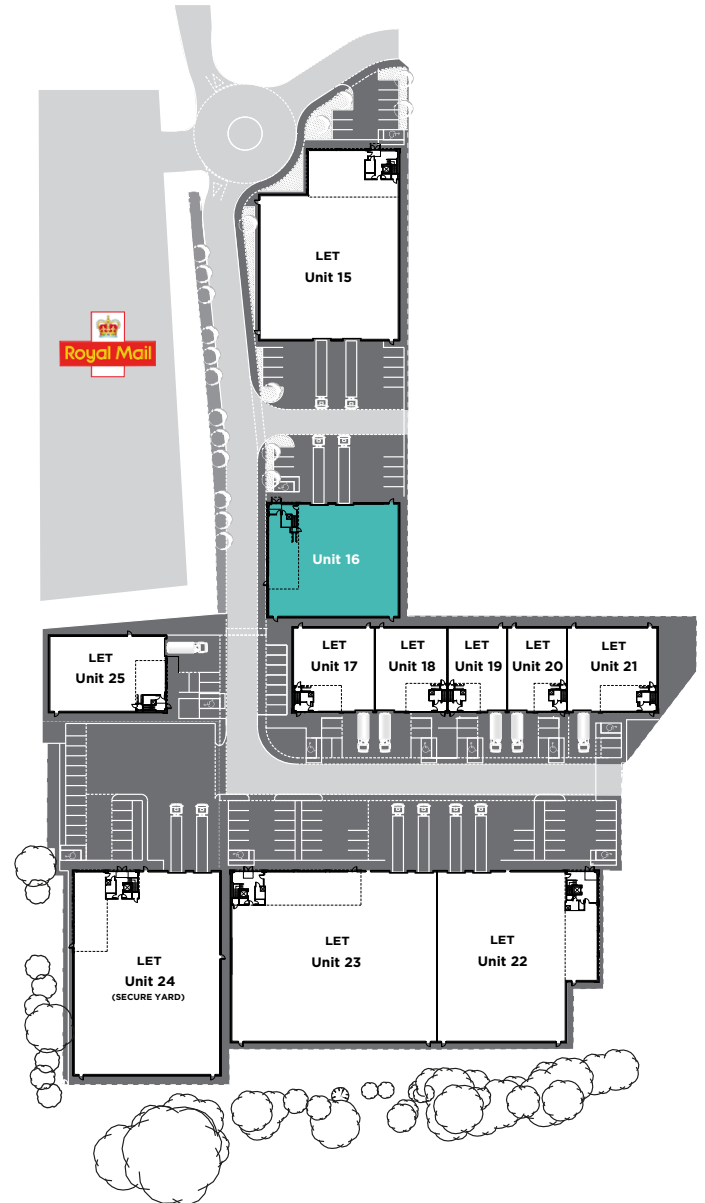 LET
Unit 15
Royal Mail
Unit 16
LET
Unit 17
LET
Unit 18
LET
Unit 19
LET
Unit 20
LET
Unit 21
LET
Unit 25
LET
Unit 24
(SECURE YARD)
LET
Unit 23
LET
Unit 22